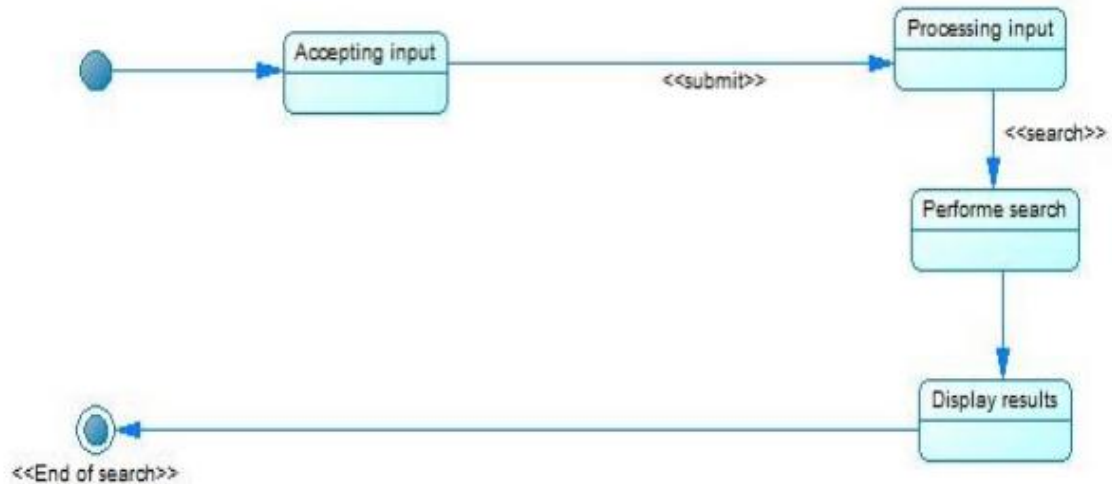 Accepting input
<<submit>>
Processing input
<<search>>
Performe search
Display results
<<End of search>>